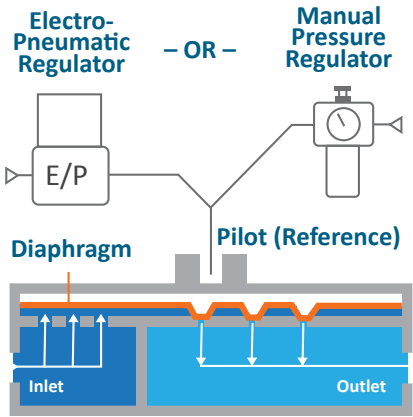 Electro-
Pneumatic
Regulator
– OR –
Manual
Pressure
Regulator
E/P
Diaphragm
Pilot (Reference)
Inlet
Outlet